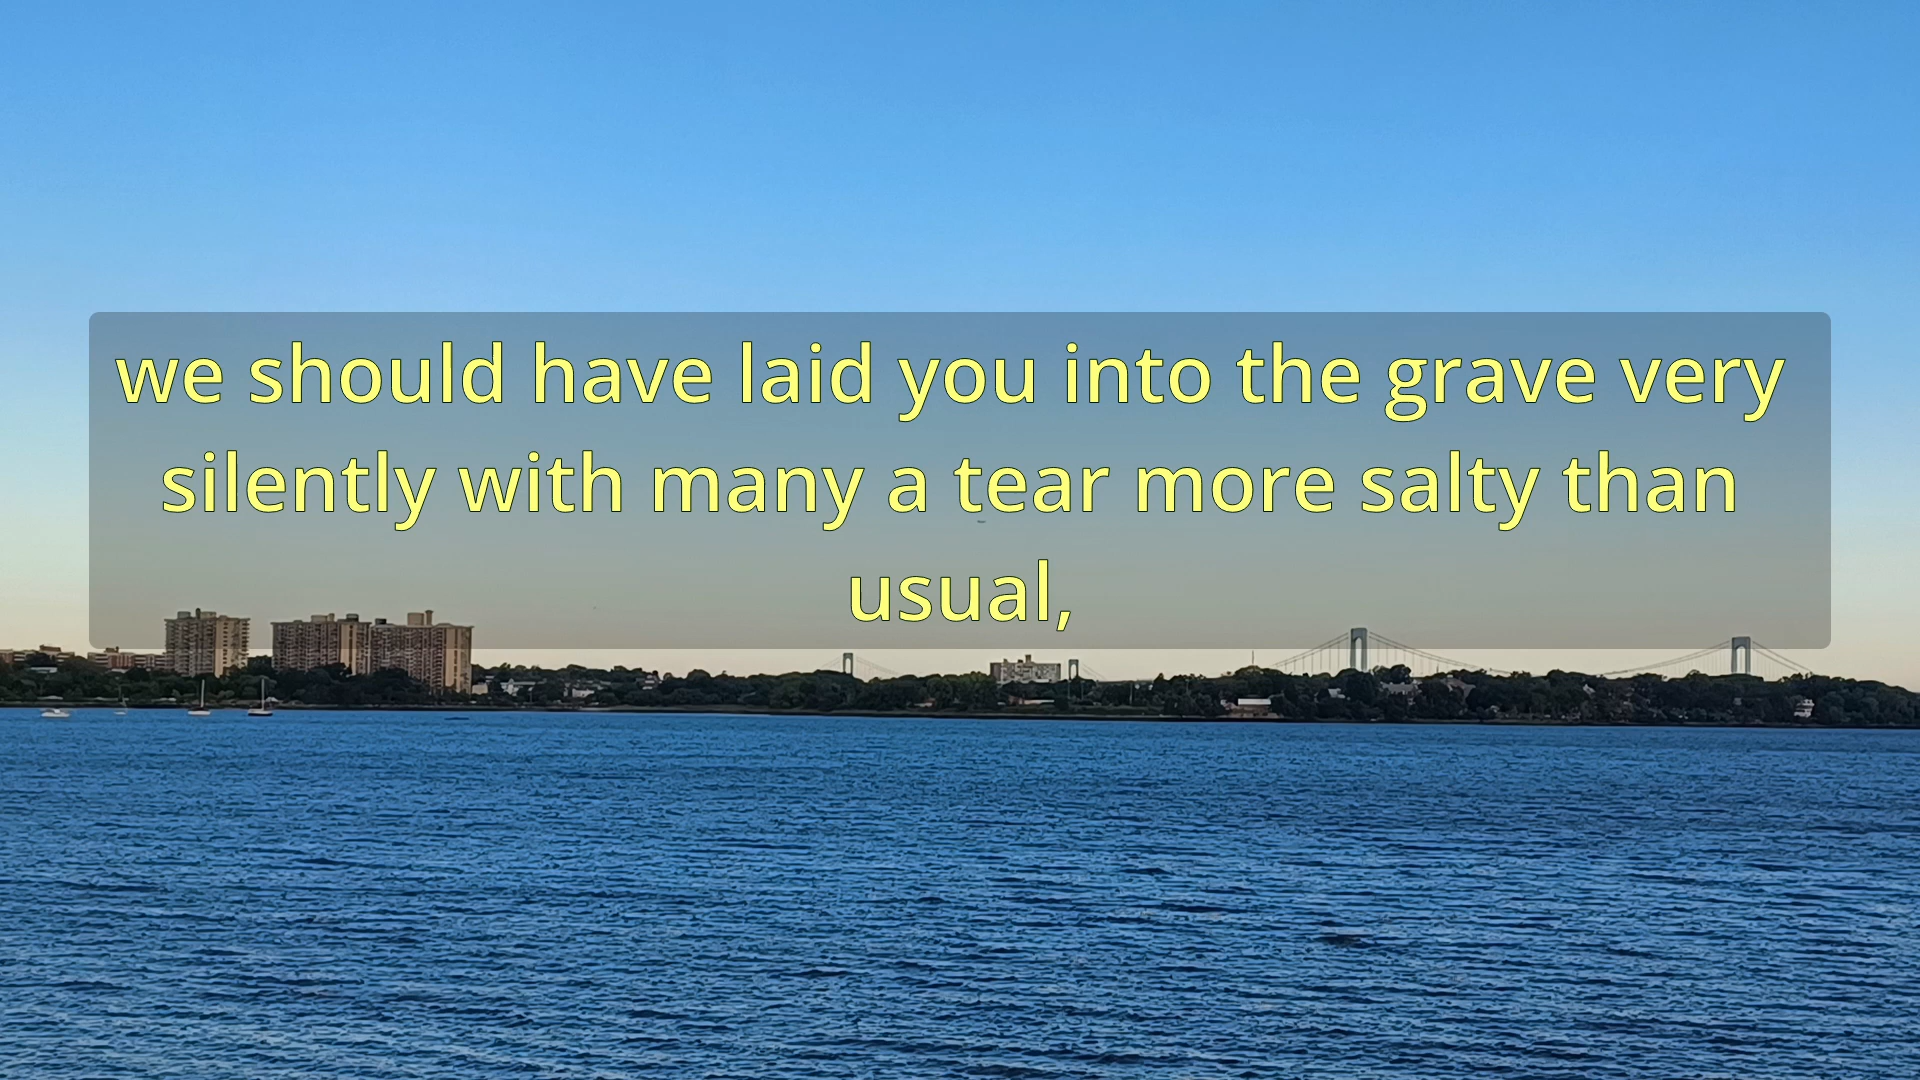 we should have laid you into the grave very
silently with many a tear more salty than
usual,